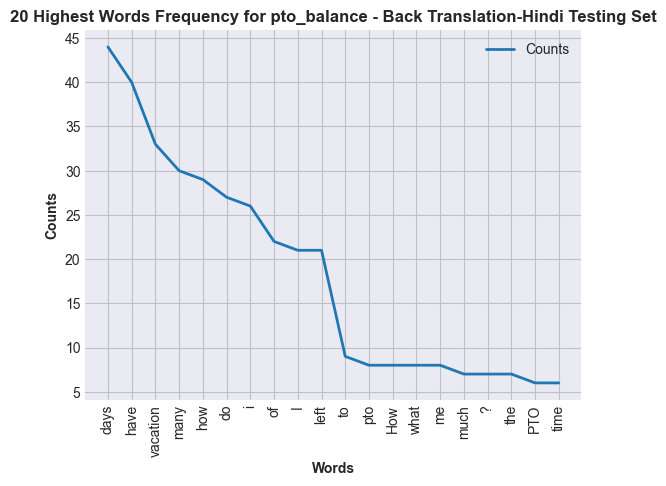 20 Highest Words Frequency for pto_balance - Back Translation-Hindi Testing Set
Counts
45
40
35
30
25
20
15
10
5
Counts
days
have
vacation
many
how
do
i
of
I
left
to
pto
How
what
me
much
?
the
PTO
time
Words